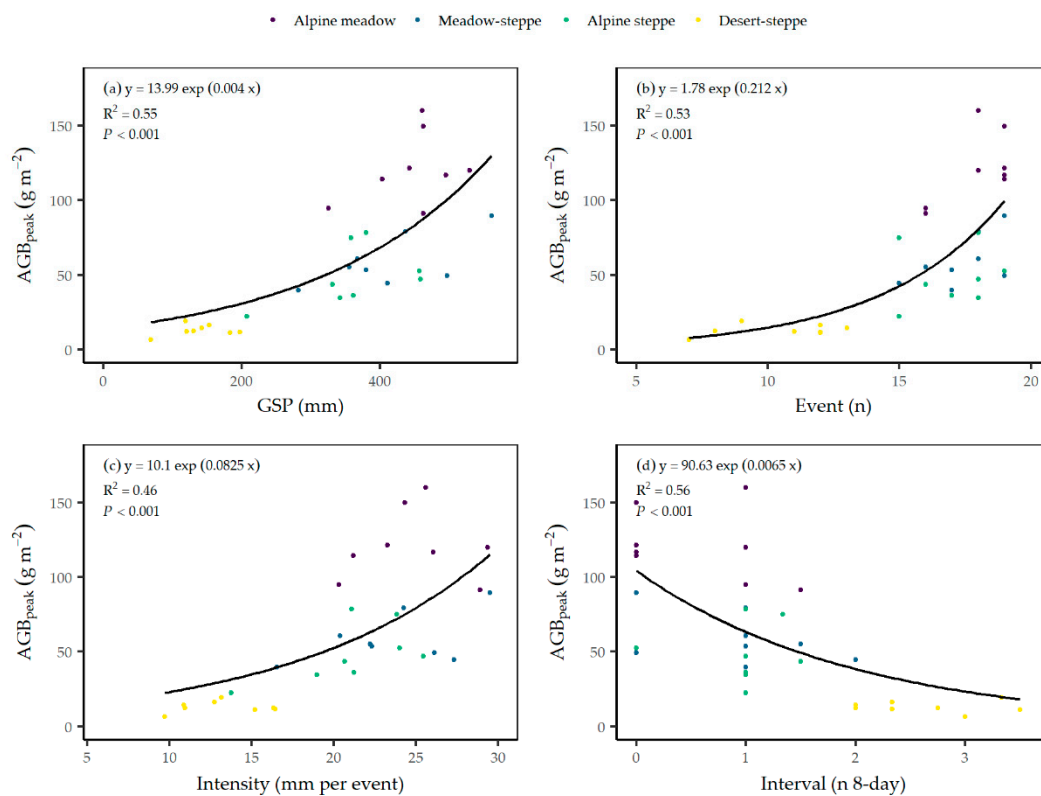 Alpine meadow Meadow-steppe Alpine steppe Desert-steppe
(a) y = 13.99 exp (0.004 x)
R² = 0.55
P < 0.001
AGBpeak (g m⁻²)
150
100
50
0
0 200 400
GSP (mm)
(b) y = 1.78 exp (0.212 x)
R² = 0.53
P < 0.001
AGBpeak (g m⁻²)
150
100
50
0
5 10 15 20
Event (n)
(c) y = 10.1 exp (0.0825 x)
R² = 0.46
P < 0.001
AGBpeak (g m⁻²)
150
100
50
0
5 10 15 20 25 30
Intensity (mm per event)
(d) y = 90.63 exp (0.0065 x)
R² = 0.56
P < 0.001
AGBpeak (g m⁻²)
150
100
50
0
0 1 2 3
Interval (n 8-day)